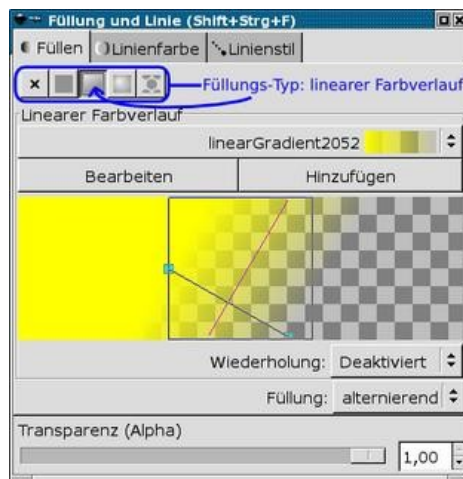 Füllung und Linie (Shift+Strg+F)
Füllen Linienfarbe Linienstil
Füllungs-Typ: linearer Farbverlauf
Linearer Farbverlauf
linearGradient2052
Bearbeiten Hinzufügen
Wiederholung: Deaktiviert
Füllung: alternierend
Transparenz (Alpha)
1,00